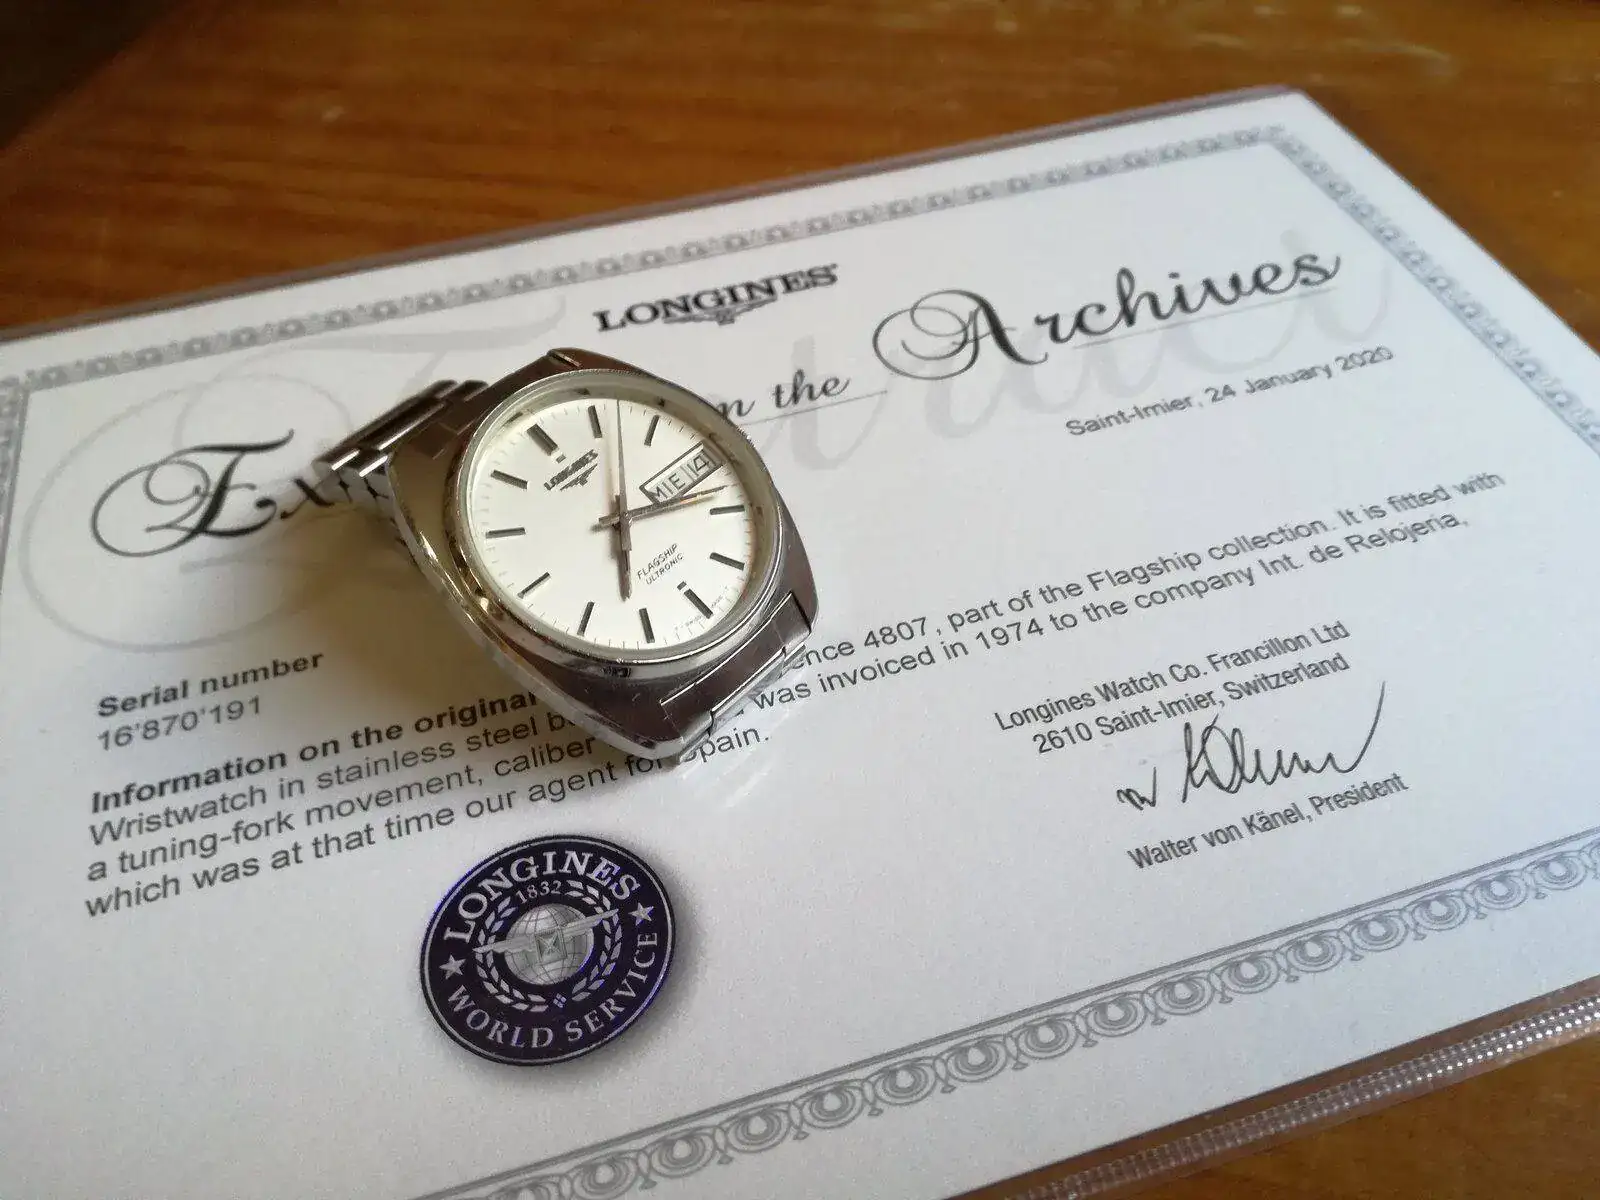 LONGINES
the Archives
Saint-Imier, 24 January 2020
LONGINES
MIE 14
FLAGSHIP
ULTRONIC
Serial number
16'870'191
Information on the original
Wristwatch in stainless steel 4807, part of the Flagship collection. It is fitted with
a tuning-fork movement, caliber was invoiced in 1974 to the company Int. de Relojeria,
which was at that time our agent for Spain.
Longines Watch Co. Francillon Ltd
2610 Saint-Imier, Switzerland
Walter von Känel, President
LONGINES
1832
WORLD SERVICE